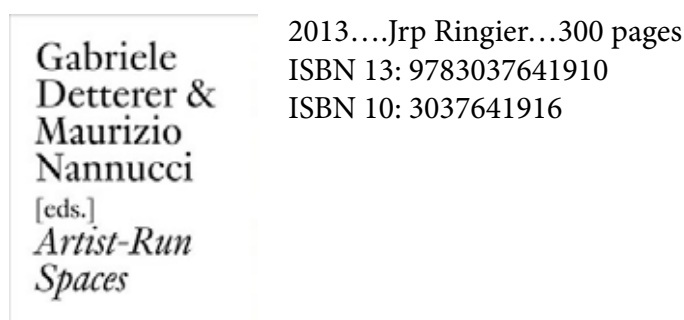 Gabriele
Detterer &
Maurizio
Nannucci
[eds.]
Artist-Run
Spaces
2013….Jrp Ringier…300 pages
ISBN 13: 9783037641910
ISBN 10: 3037641916